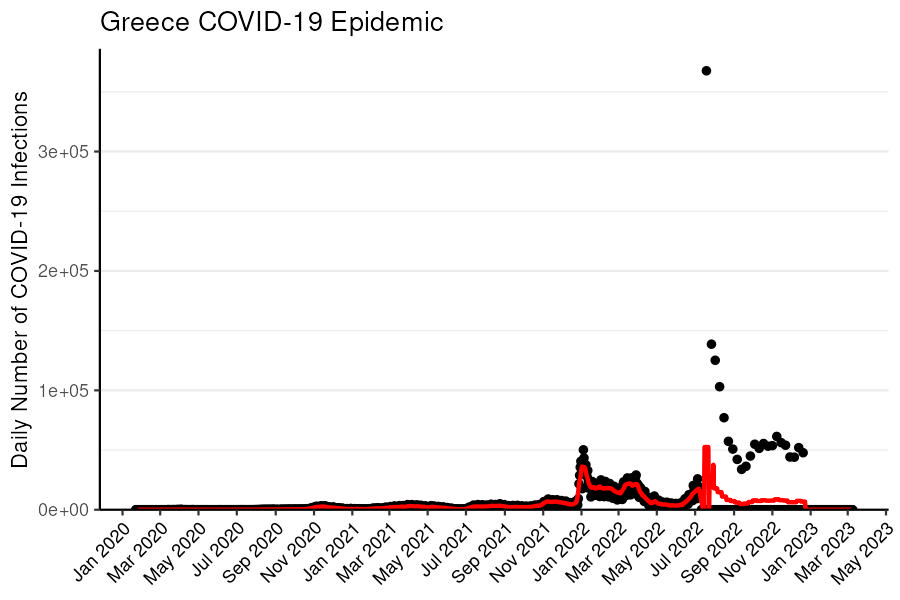 Greece COVID-19 Epidemic
Daily Number of COVID-19 Infections
3e+05
2e+05
1e+05
0e+00
Jan 2020
Mar 2020
May 2020
Jul 2020
Sep 2020
Nov 2020
Jan 2021
Mar 2021
May 2021
Jul 2021
Sep 2021
Nov 2021
Jan 2022
Mar 2022
May 2022
Jul 2022
Sep 2022
Nov 2022
Jan 2023
Mar 2023
May 2023